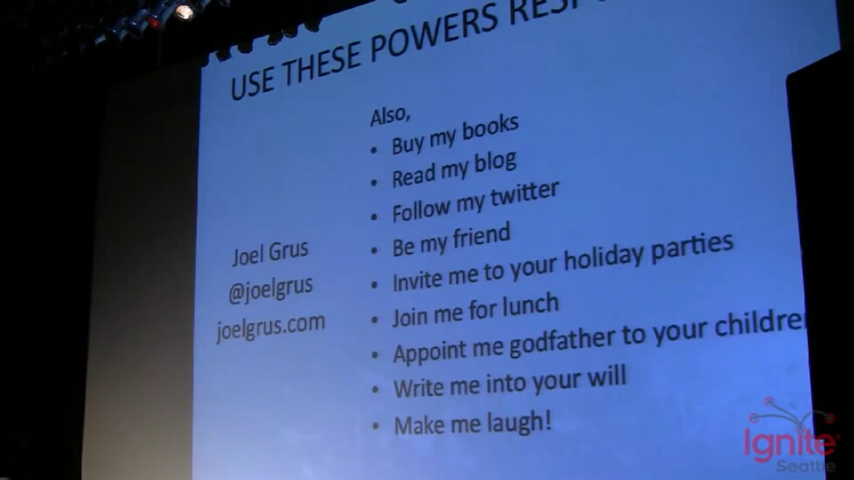 USE THESE POWERS
Also,
• Buy my books
• Read my blog
• Follow my twitter
• Be my friend
• Invite me to your holiday parties
• Join me for lunch
• Appoint me godfather to your
• Write me into your will
• Make me laugh!
Joel Grus
@joelgrus
joelgrus.com
Ignite
Seattle